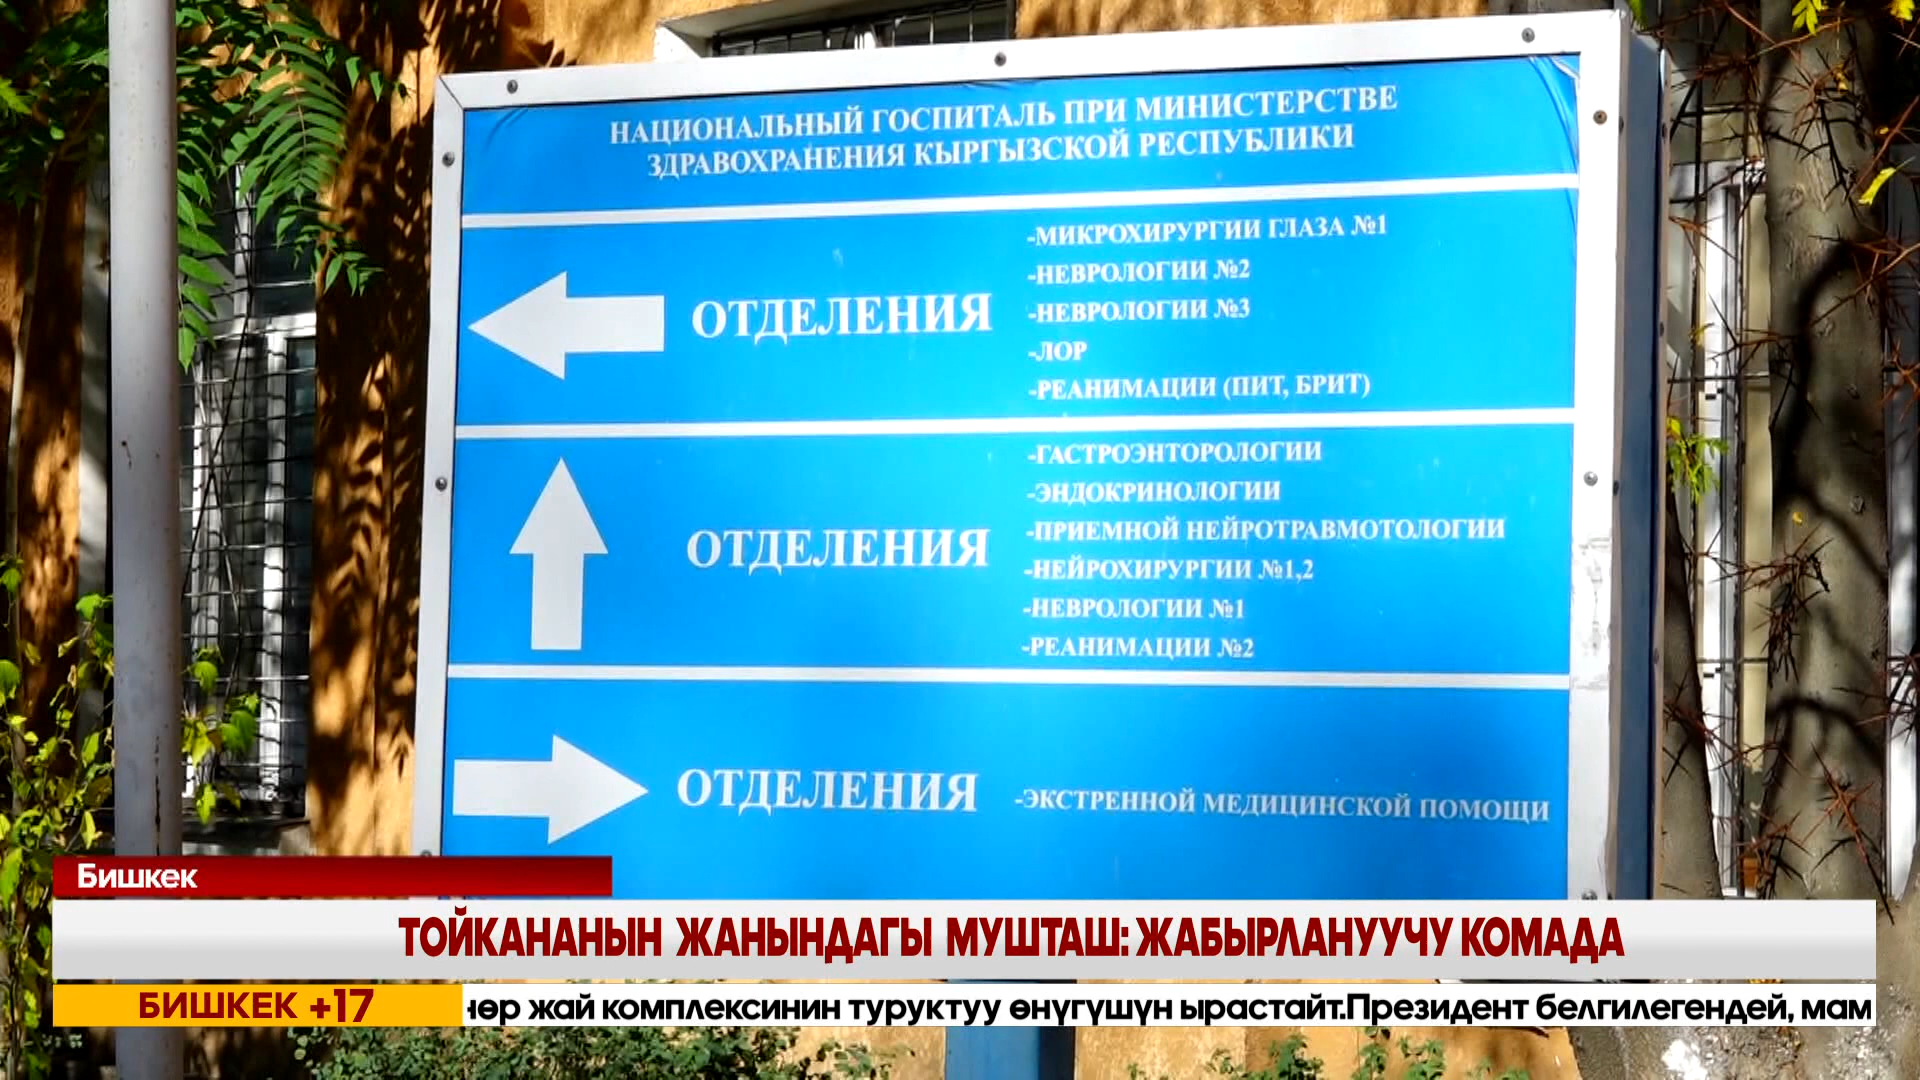 НАЦИОНАЛЬНЫЙ ГОСПИТАЛЬ ПРИ МИНИСТЕРСТВЕ
ЗДРАВОХРАНЕНИЯ КЫРГЫЗСКОЙ РЕСПУБЛИКИ
ОТДЕЛЕНИЯ
-МИКРОХИРУРГИИ ГЛАЗА №1
-НЕВРОЛОГИИ №2
-НЕВРОЛОГИИ №3
-ЛОР
-РЕАНИМАЦИИ (ПИТ, БРИТ)
ОТДЕЛЕНИЯ
-ГАСТРОЭНТОРОЛОГИИ
-ЭНДОКРИНОЛОГИИ
-ПРИЕМНОЙ НЕЙРОТРАВМОТОЛОГИИ
-НЕЙРОХИРУРГИИ №1,2
-НЕВРОЛОГИИ №1
-РЕАНИМАЦИИ №2
ОТДЕЛЕНИЯ
-ЭКСТРЕННОЙ МЕДИЦИНСКОЙ ПОМОЩИ
Бишкек
ТОЙКАНАНЫН ЖАНЫНДАГЫ МУШТАШ: ЖАБЫРЛАНУУЧУ КОМАДА
БИШКЕК +17
жай комплексинин туруктуу өнүгүшүн ырастайт.Президент белгилегендей, мам